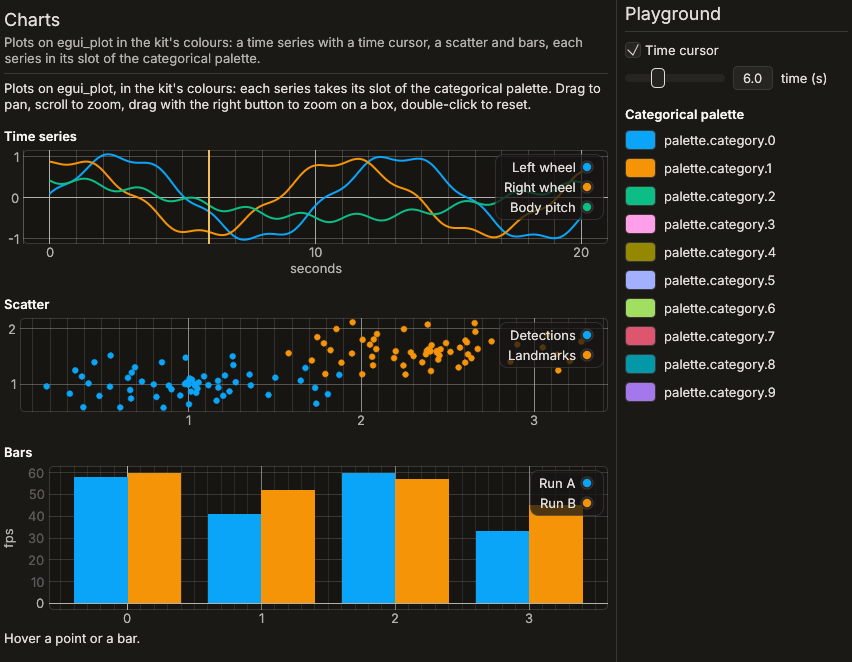 Charts
Plots on egui_plot in the kit's colours: a time series with a time cursor, a scatter and bars, each
series in its slot of the categorical palette.
Plots on egui_plot, in the kit's colours: each series takes its slot of the categorical palette. Drag to
pan, scroll to zoom, drag with the right button to zoom on a box, double-click to reset.
Time series
1
0
-1
Left wheel
Right wheel
Body pitch
0
10
20
seconds
Scatter
2
1
Detections
Landmarks
1
2
3
Bars
60
50
40
30
20
10
0
fps
Run A
Run B
0
1
2
3
Hover a point or a bar.
Playground
Time cursor
6.0
time (s)
Categorical palette
palette.category.0
palette.category.1
palette.category.2
palette.category.3
palette.category.4
palette.category.5
palette.category.6
palette.category.7
palette.category.8
palette.category.9